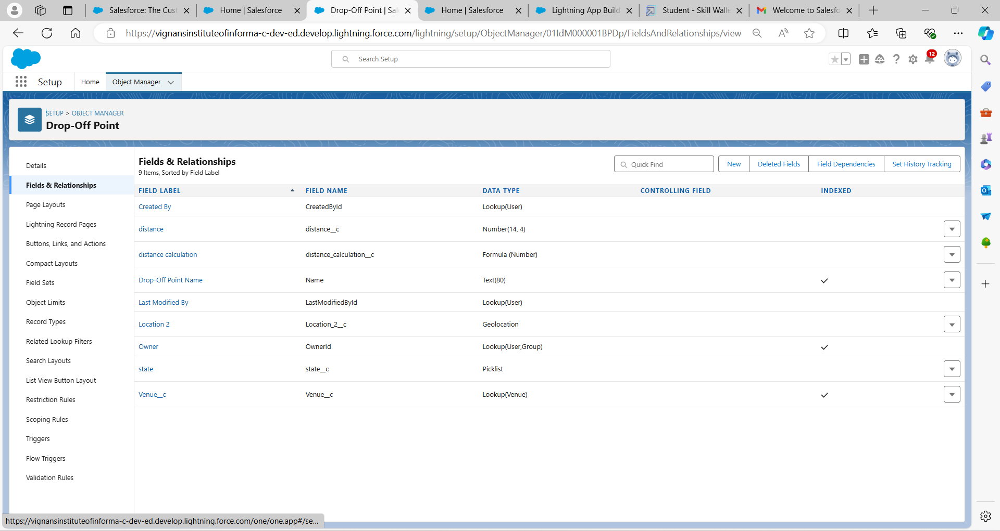 Salesforce: The Cust
Home | Salesforce
Drop-Off Point | Sal
Home | Salesforce
Lightning App Build
Student - Skill Walle
Welcome to Salesfo
https://vignansinstituteofinforma-c-dev-ed.develop.lightning.force.com/lightning/setup/ObjectManager/01IdM000001BPDp/FieldsAndRelationships/view
Search Setup
12
Setup
Home
Object Manager
SETUP > OBJECT MANAGER
Drop-Off Point
Details
Fields & Relationships
Page Layouts
Lightning Record Pages
Buttons, Links, and Actions
Compact Layouts
Field Sets
Object Limits
Record Types
Related Lookup Filters
Search Layouts
List View Button Layout
Restriction Rules
Scoping Rules
Triggers
Flow Triggers
Validation Rules
Fields & Relationships
9 Items, Sorted by Field Label
Quick Find
New
Deleted Fields
Field Dependencies
Set History Tracking
FIELD LABEL FIELD NAME DATA TYPE CONTROLLING FIELD INDEXED
Created By CreatedById Lookup(User)
distance distance__c Number(14, 4)
distance calculation distance_calculation__c Formula (Number)
Drop-Off Point Name Name Text(80)
Last Modified By LastModifiedById Lookup(User)
Location 2 Location_2__c Geolocation
Owner OwnerId Lookup(User,Group)
state state__c Picklist
Venue__c Venue__c Lookup(Venue)
https://vignansinstituteofinforma-c-dev-ed.develop.lightning.force.com/one/one.app#/se...